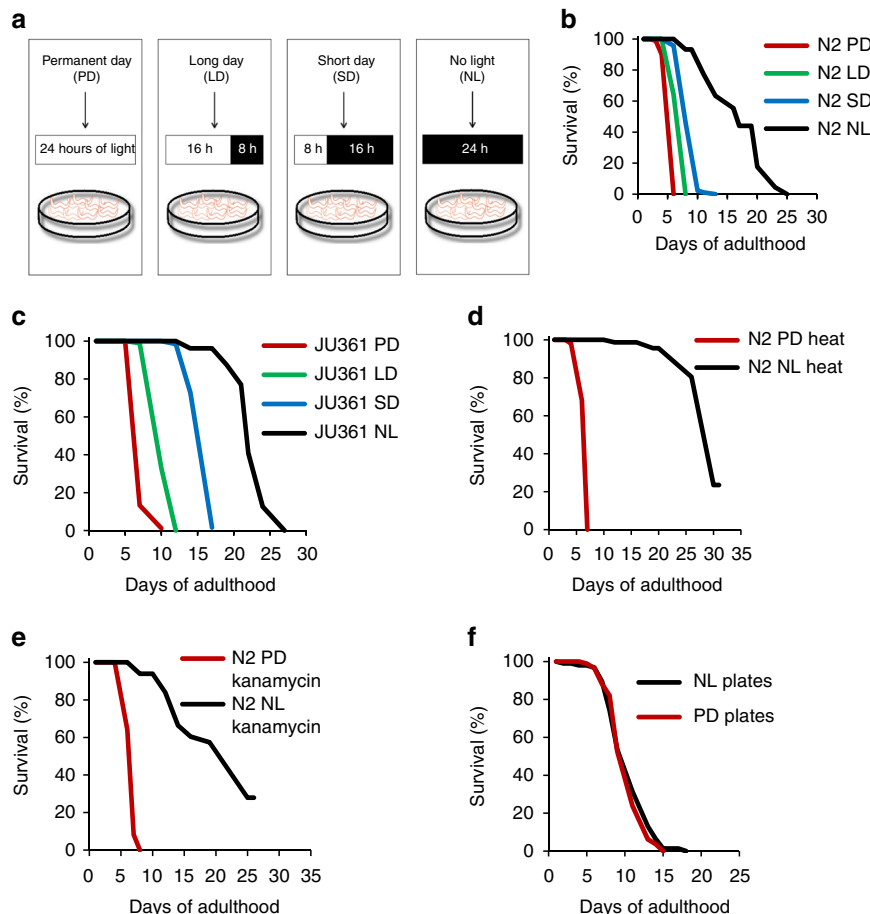 a
Permanent day
(PD)
24 hours of light
Long day
(LD)
16 h
8 h
Short day
(SD)
8 h
16 h
No light
(NL)
24 h
b
Survival (%)
100
80
60
40
20
0
0 5 10 15 20 25 30
Days of adulthood
N2 PD
N2 LD
N2 SD
N2 NL
c
Survival (%)
100
80
60
40
20
0
0 5 10 15 20 25 30
Days of adulthood
JU361 PD
JU361 LD
JU361 SD
JU361 NL
d
Survival (%)
100
80
60
40
20
0
0 5 10 15 20 25 30 35
Days of adulthood
N2 PD heat
N2 NL heat
e
Survival (%)
100
80
60
40
20
0
0 5 10 15 20 25 30 35
Days of adulthood
N2 PD
kanamycin
N2 NL
kanamycin
f
Survival (%)
100
80
60
40
20
0
0 5 10 15 20 25
Days of adulthood
NL plates
PD plates